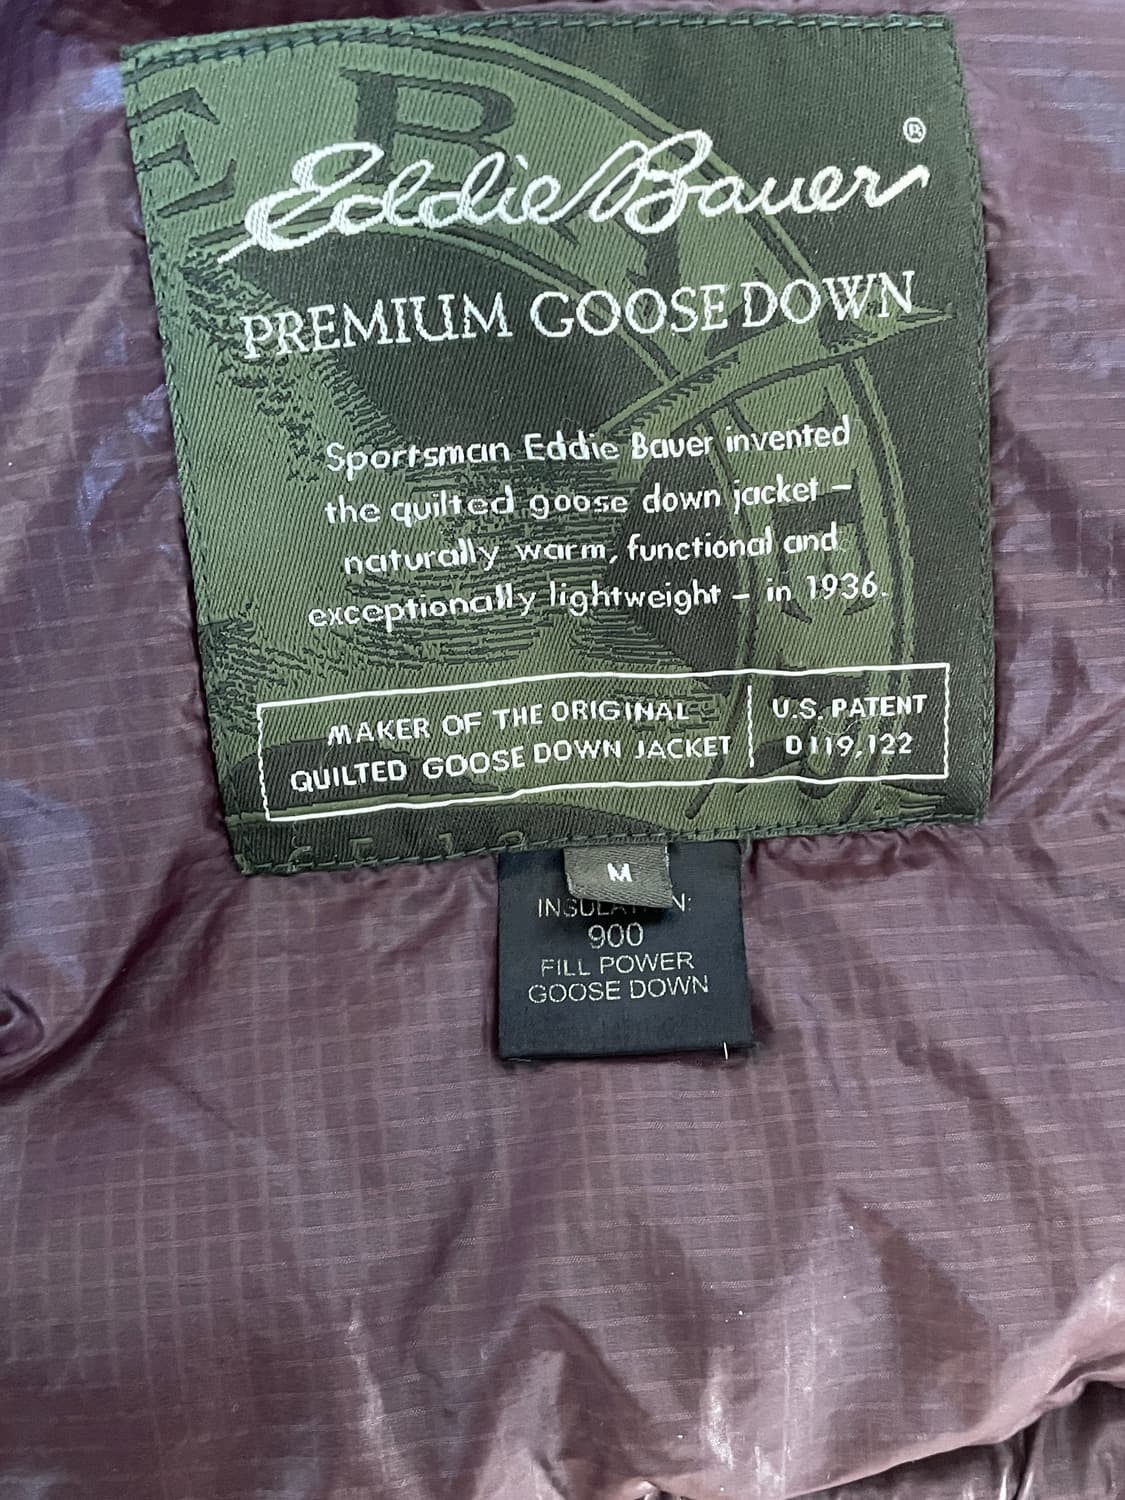 Eddie Bauer®
PREMIUM GOOSE DOWN
Sportsman Eddie Bauer invented
the quilted goose down jacket –
naturally warm, functional and
exceptionally lightweight – in 1936.
MAKER OF THE ORIGINAL
QUILTED GOOSE DOWN JACKET
U.S. PATENT
D119,122
M
900
FILL POWER
GOOSE DOWN